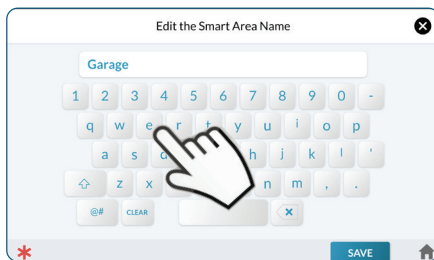 Edit the Smart Area Name
Garage
1 2 3 4 5 6 7 8 9 0 -
q w e r t y u i o p
a s d h j k l '
z x n m , .
@# CLEAR
SAVE